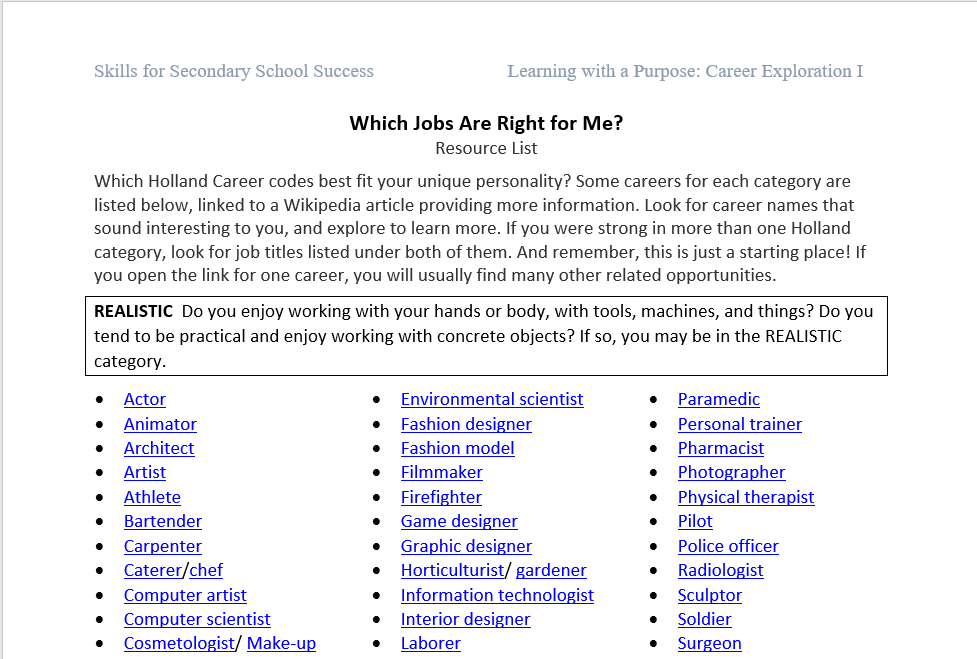 Skills for Secondary School Success Learning with a Purpose: Career Exploration I
Which Jobs Are Right for Me?
Resource List
Which Holland Career codes best fit your unique personality? Some careers for each category are
listed below, linked to a Wikipedia article providing more information. Look for career names that
sound interesting to you, and explore to learn more. If you were strong in more than one Holland
category, look for job titles listed under both of them. And remember, this is just a starting place! If
you open the link for one career, you will usually find many other related opportunities.
REALISTIC  Do you enjoy working with your hands or body, with tools, machines, and things? Do you
tend to be practical and enjoy working with concrete objects? If so, you may be in the REALISTIC
category.
• Actor
• Animator
• Architect
• Artist
• Athlete
• Bartender
• Carpenter
• Caterer/chef
• Computer artist
• Computer scientist
• Cosmetologist/ Make-up
• Environmental scientist
• Fashion designer
• Fashion model
• Filmmaker
• Firefighter
• Game designer
• Graphic designer
• Horticulturist/ gardener
• Information technologist
• Interior designer
• Laborer
• Paramedic
• Personal trainer
• Pharmacist
• Photographer
• Physical therapist
• Pilot
• Police officer
• Radiologist
• Sculptor
• Soldier
• Surgeon